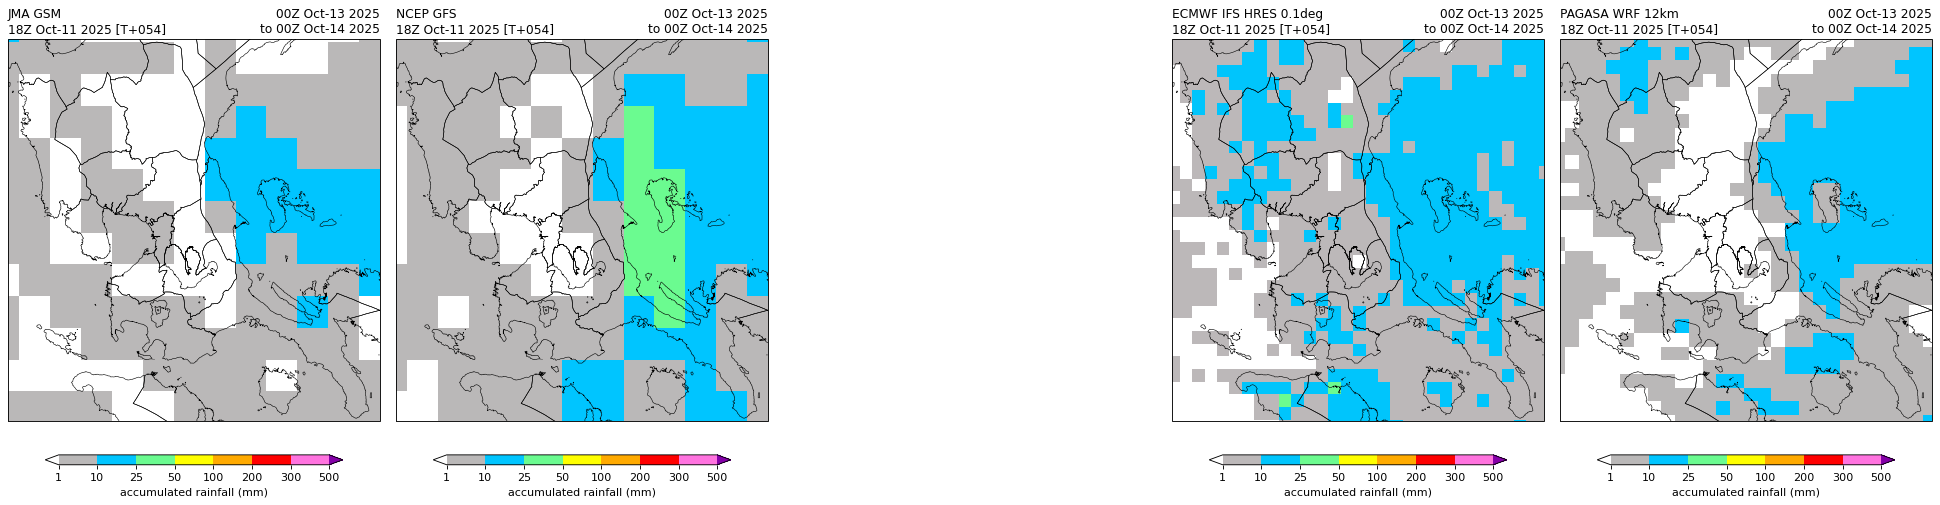 JMA GSM
00Z Oct-13 2025
18Z Oct-11 2025 [T+054]
to 00Z Oct-14 2025
NCEP GFS
00Z Oct-13 2025
18Z Oct-11 2025 [T+054]
to 00Z Oct-14 2025
ECMWF IFS HRES 0.1deg
00Z Oct-13 2025
18Z Oct-11 2025 [T+054]
to 00Z Oct-14 2025
PAGASA WRF 12km
00Z Oct-13 2025
18Z Oct-11 2025 [T+054]
to 00Z Oct-14 2025
1 10 25 50 100 200 300 500
accumulated rainfall (mm)
1 10 25 50 100 200 300 500
accumulated rainfall (mm)
1 10 25 50 100 200 300 500
accumulated rainfall (mm)
1 10 25 50 100 200 300 500
accumulated rainfall (mm)